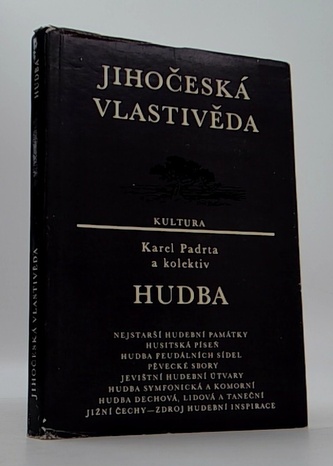 JIHOČESKÁ
VLASTIVĚDA
KULTURA
Karel Padrta
a kolektiv
HUDBA
NEJSTARŠÍ HUDEBNÍ PAMÁTKY
HUSITSKÁ PÍSEŇ
HUDBA FEUDÁLNÍCH SÍDEL
PĚVECKÉ SBORY
JEVIŠTNÍ HUDEBNÍ ÚTVARY
HUDBA SYMFONICKÁ A KOMORNÍ
HUDBA DECHOVÁ, LIDOVÁ A TANEČNÍ
JIŽNÍ ČECHY—ZDROJ HUDEBNÍ INSPIRACE
JIHOČESKÁ VLASTIVĚDA
HUDBA